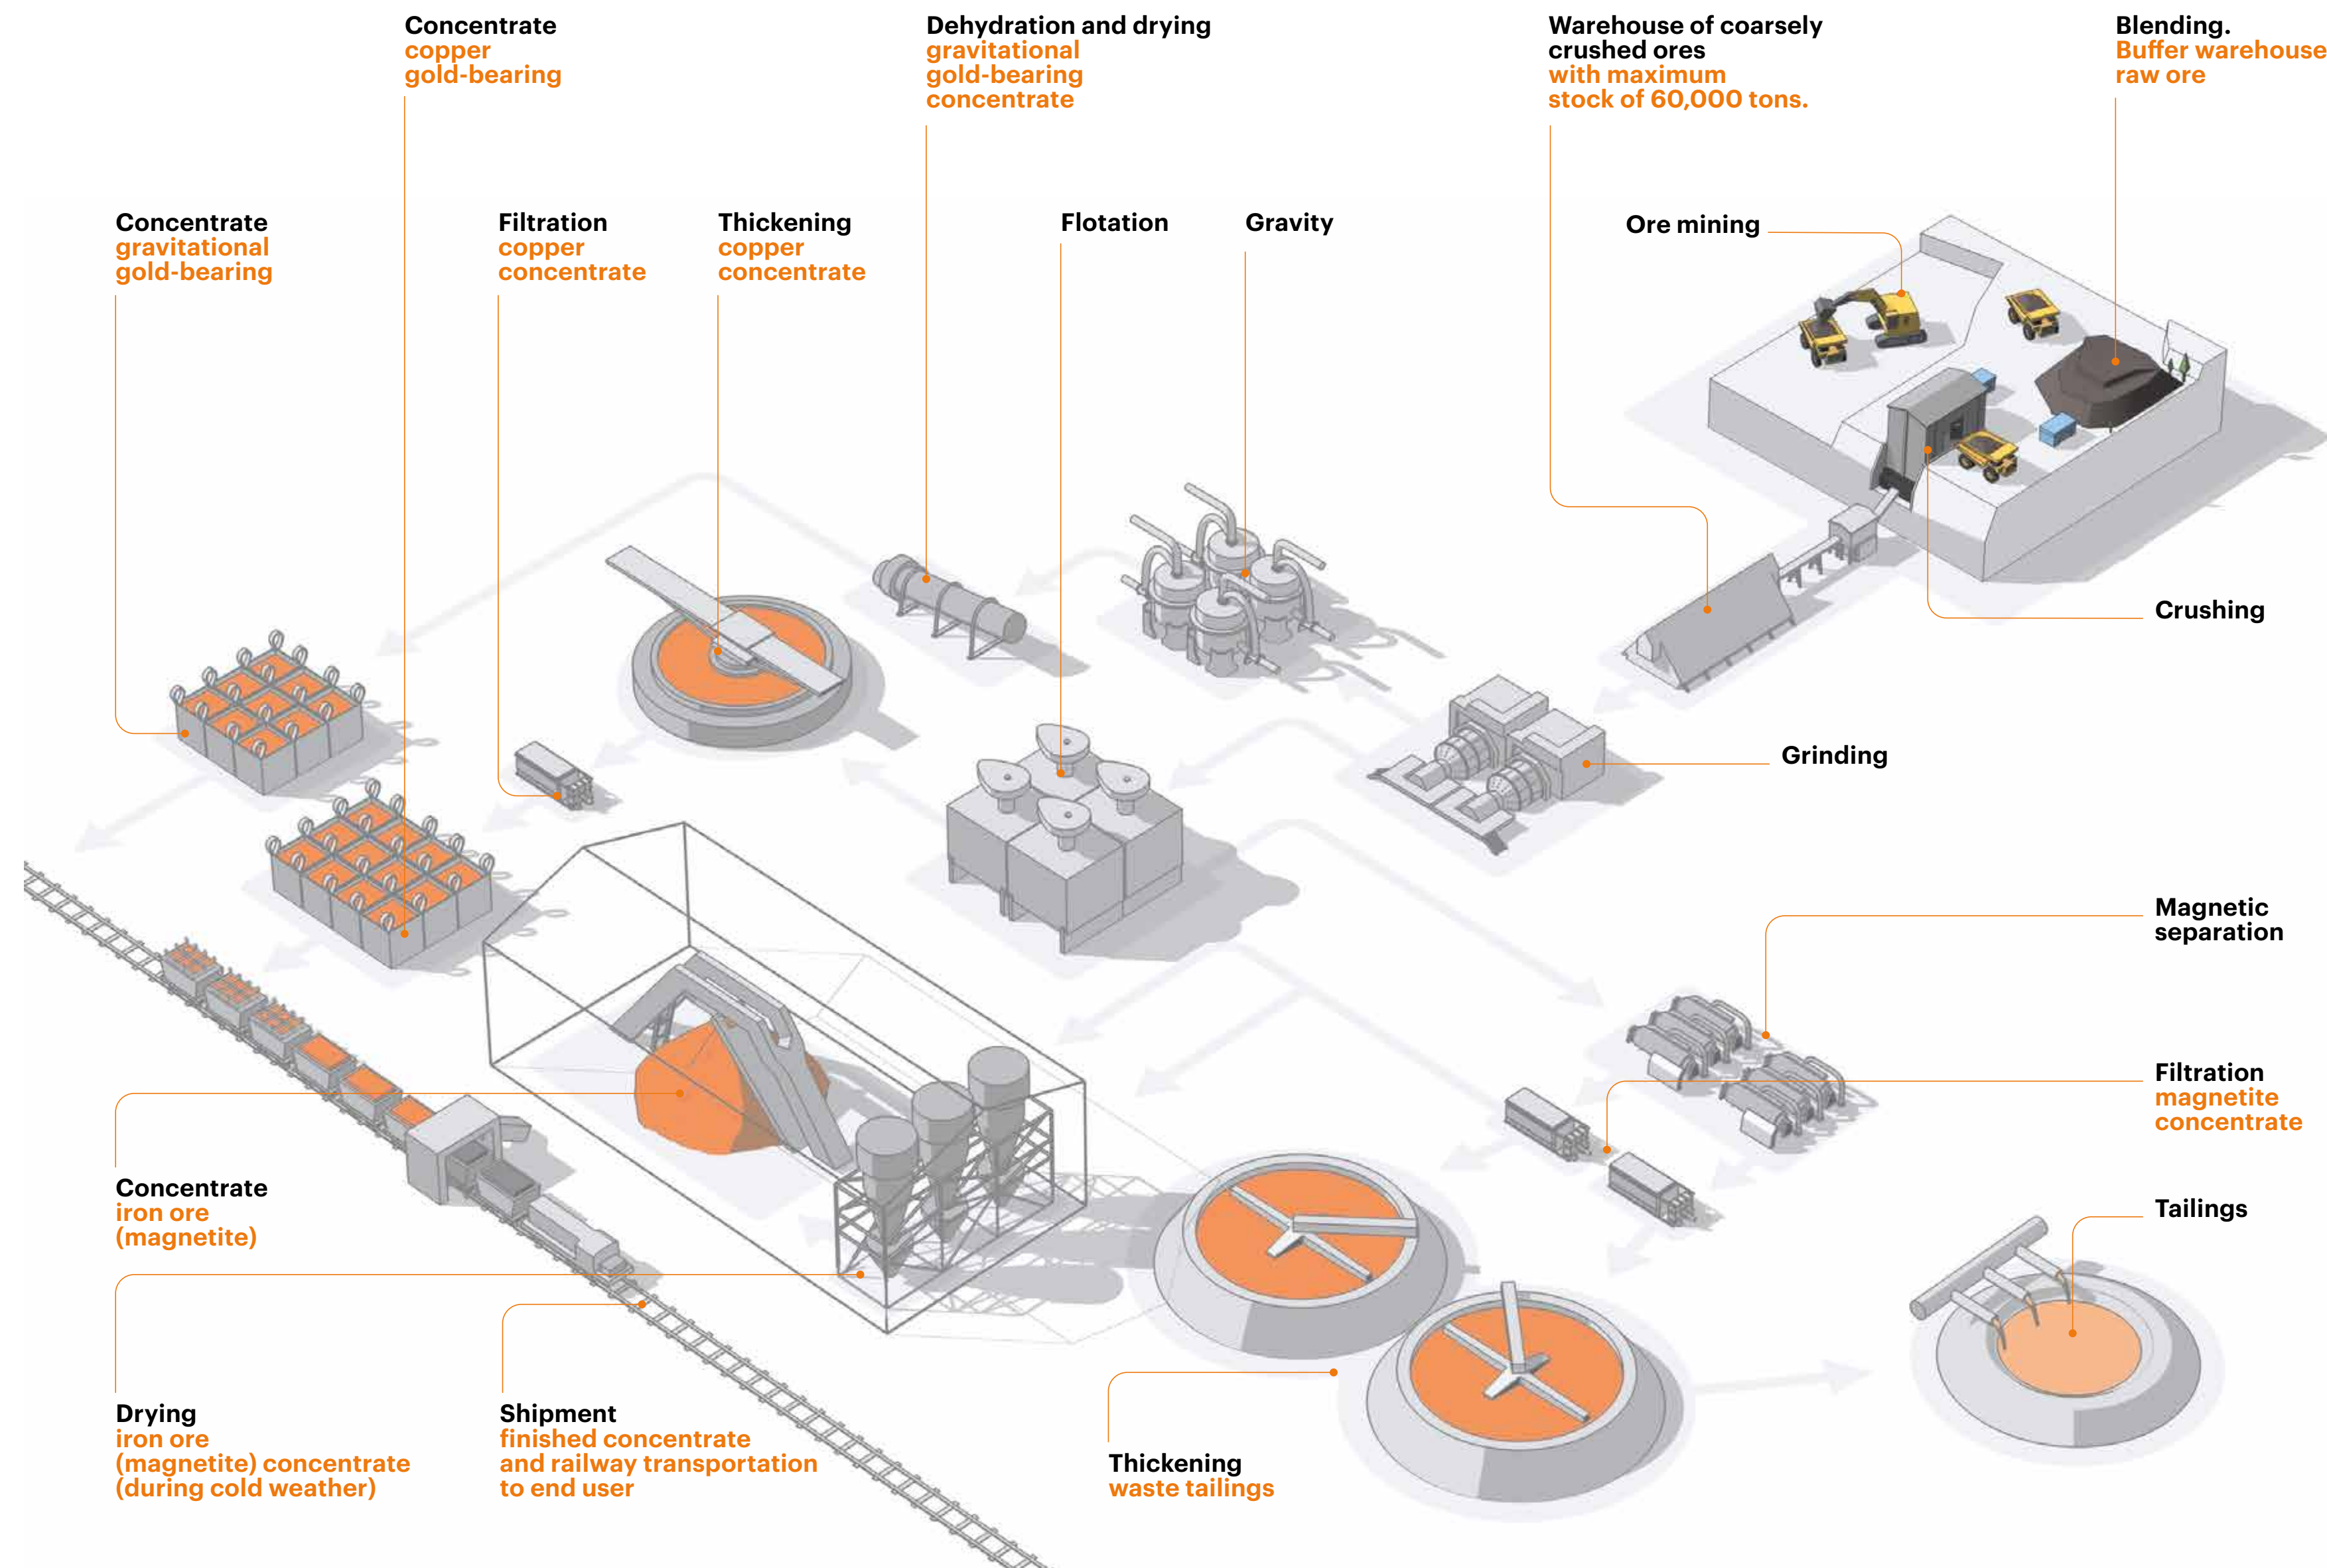 Concentrate
copper
gold-bearing
Dehydration and drying
gravitational
gold-bearing
concentrate
Warehouse of coarsely
crushed ores
with maximum
stock of 60,000 tons.
Blending.
Buffer warehouse
raw ore
Concentrate
gravitational
gold-bearing
Filtration
copper
concentrate
Thickening
copper
concentrate
Flotation
Gravity
Ore mining
Crushing
Grinding
Magnetic
separation
Filtration
magnetite
concentrate
Concentrate
iron ore
(magnetite)
Tailings
Drying
iron ore
(magnetite) concentrate
(during cold weather)
Shipment
finished concentrate
and railway transportation
to end user
Thickening
waste tailings